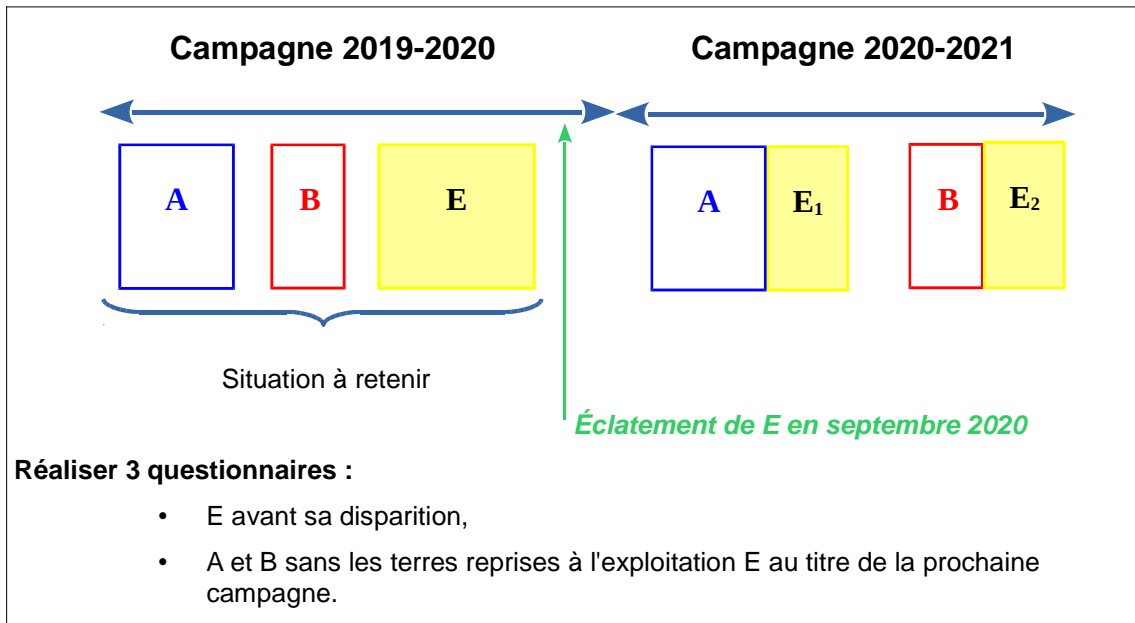 Campagne 2019-2020 Campagne 2020-2021
A B E A E1 B E2
Situation à retenir
Éclatement de E en septembre 2020
Réaliser 3 questionnaires :
• E avant sa disparition,
• A et B sans les terres reprises à l'exploitation E au titre de la prochaine
campagne.